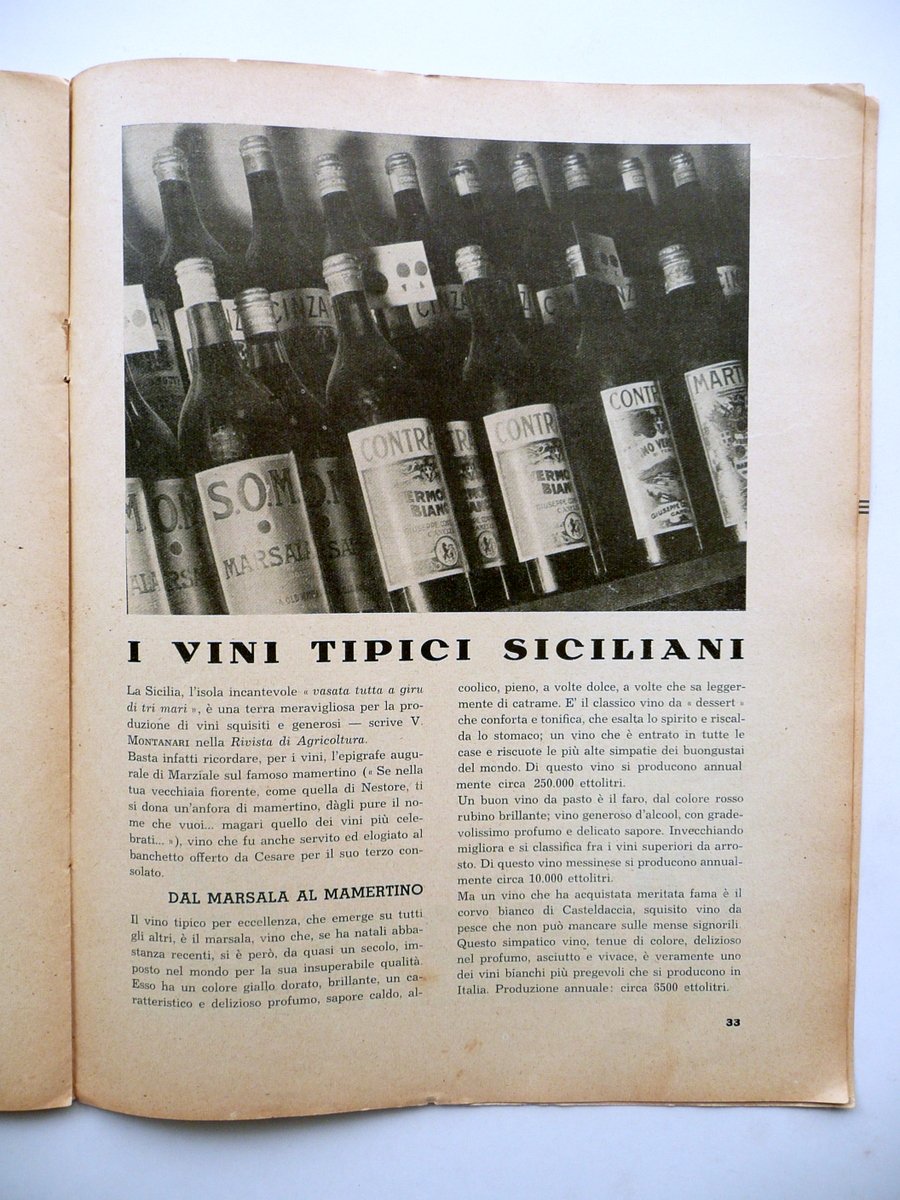 CINZA
CINZA
CINZA
S.O.M.
MARSALA
CONTRA
BIANC
CONTRA
VERMO
BIAN
CONTR
MART
I VINI TIPICI SICILIANI
La Sicilia, l'isola incantevole « vasata tutta a giru
di tri mari », è una terra meravigliosa per la pro-
duzione di vini squisiti e generosi — scrive V.
MONTANARI nella Rivista di Agricoltura.
Basta infatti ricordare, per i vini, l'epigrafe augu-
rale di Marziale sul famoso mamertino (« Se nella
tua vecchiaia fiorente, come quella di Nestore, ti
si dona un'anfora di mamertino, dàgli pure il no-
me che vuoi... magari quello dei vini più cele-
brati... »), vino che fu anche servito ed elogiato al
banchetto offerto da Cesare per il suo terzo con-
solato.
DAL MARSALA AL MAMERTINO
Il vino tipico per eccellenza, che emerge su tutti
gli altri, è il marsala, vino che, se ha natali abba-
stanza recenti, si è però, da quasi un secolo, im-
posto nel mondo per la sua insuperabile qualità.
Esso ha un colore giallo dorato, brillante, un ca-
ratteristico e delizioso profumo, sapore caldo, al-
coolico, pieno, a volte dolce, a volte che sa legger-
mente di catrame. E' il classico vino da « dessert »
che conforta e tonifica, che esalta lo spirito e riscal-
da lo stomaco; un vino che è entrato in tutte le
case e riscuote le più alte simpatie dei buongustai
del mondo. Di questo vino si producono annual
mente circa 250.000 ettolitri.
Un buon vino da pasto è il faro, dal colore rosso
rubino brillante; vino generoso d'alcool, con grade-
volissimo profumo e delicato sapore. Invecchiando
migliora e si classifica fra i vini superiori da arro-
sto. Di questo vino messinese si producono annual-
mente circa 10.000 ettolitri.
Ma un vino che ha acquistata meritata fama è il
corvo bianco di Casteldaccia, squisito vino da
pesce che non può mancare sulle mense signorili
Questo simpatico vino, tenue di colore, delizioso
nel profumo, asciutto e vivace, è veramente uno
dei vini bianchi più pregevoli che si producono in
Italia. Produzione annuale: circa 6500 ettolitri.
33